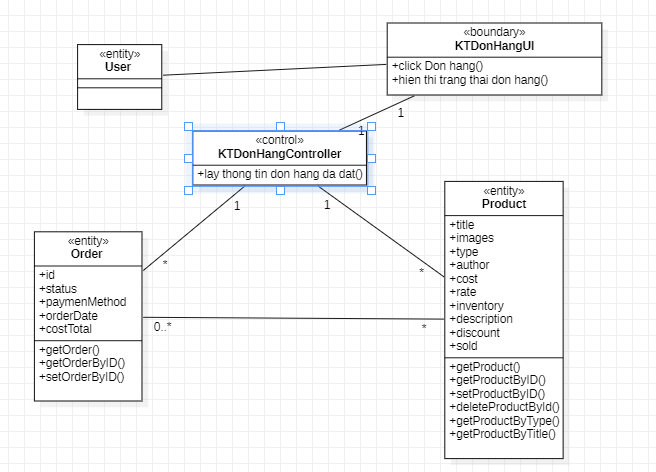 «entity»
User
«boundary»
KTDonHangUI
+click Don hang()
+hien thi trang thai don hang()
1
1
«control»
KTDonHangController
+lay thong tin don hang da dat()
1
1
*
*
«entity»
Order
+id
+status
+paymenMethod
+orderDate
+costTotal
+getOrder()
+getOrderByID()
+setOrderByID()
0..*
*
«entity»
Product
+title
+images
+type
+author
+cost
+rate
+inventory
+description
+discount
+sold
+getProduct()
+getProductByID()
+setProductByID()
+deleteProductById()
+getProductByType()
+getProductByTitle()